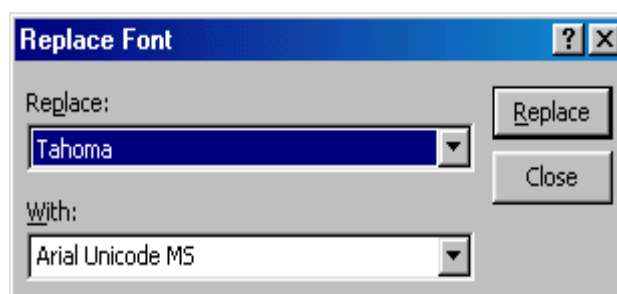 Replace Font
Replace:
Replace
Tahoma
Close
With:
Arial Unicode MS